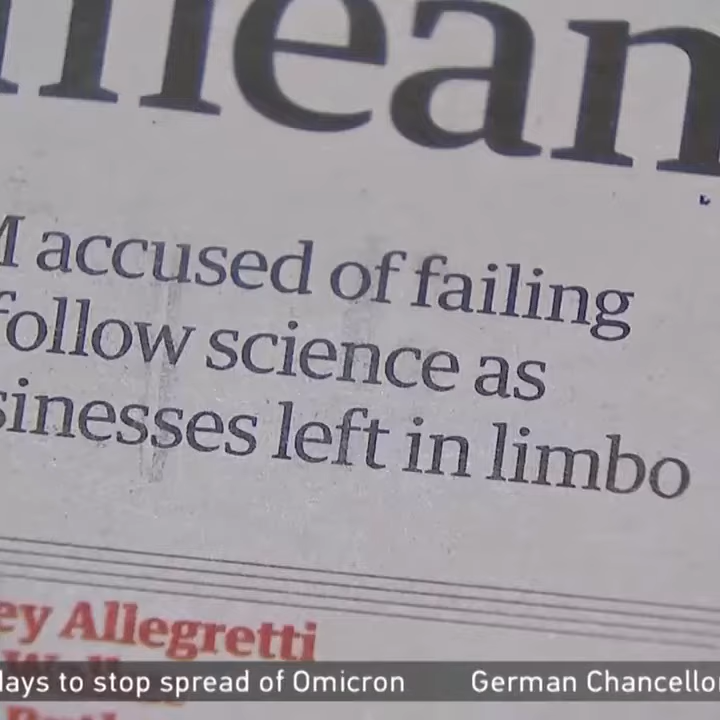 lean
M accused of failing
follow science as
sinesses left in limbo
ey Allegretti
days to stop spread of Omicron German Chancellor